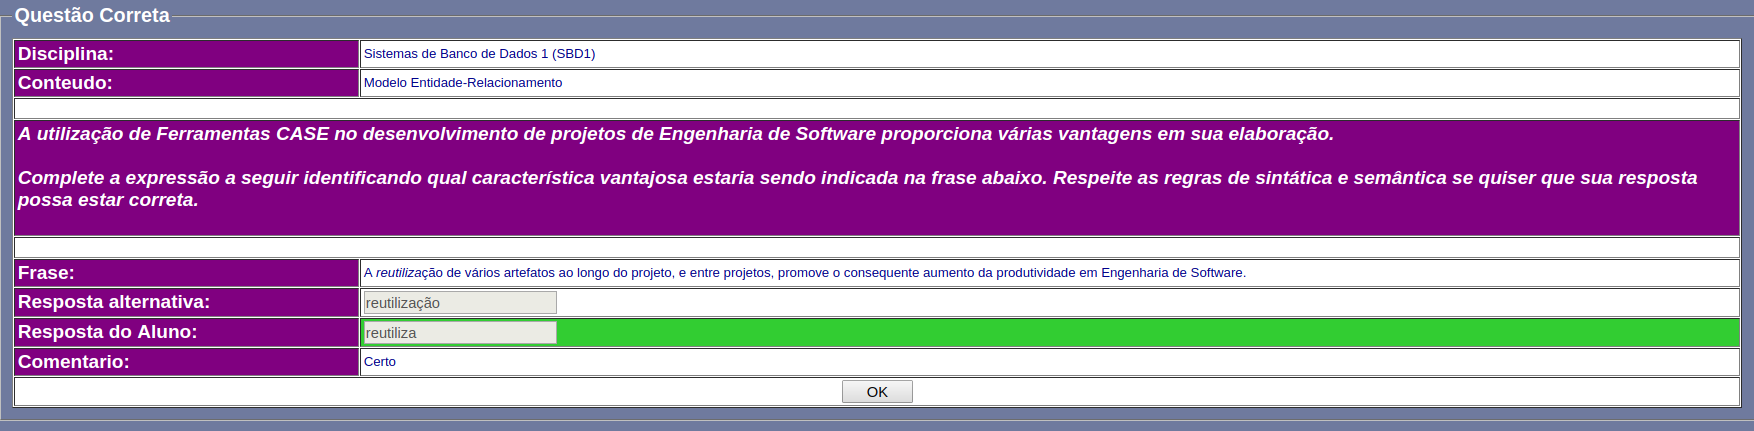 Questão Correta
Disciplina: Sistemas de Banco de Dados 1 (SBD1)
Conteudo: Modelo Entidade-Relacionamento
A utilização de Ferramentas CASE no desenvolvimento de projetos de Engenharia de Software proporciona várias vantagens em sua elaboração.
Complete a expressão a seguir identificando qual característica vantajosa estaria sendo indicada na frase abaixo. Respeite as regras de sintática e semântica se quiser que sua resposta
possa estar correta.
Frase: A reutilização de vários artefatos ao longo do projeto, e entre projetos, promove o consequente aumento da produtividade em Engenharia de Software.
Resposta alternativa: reutilização
Resposta do Aluno: reutiliza
Comentario: Certo
OK